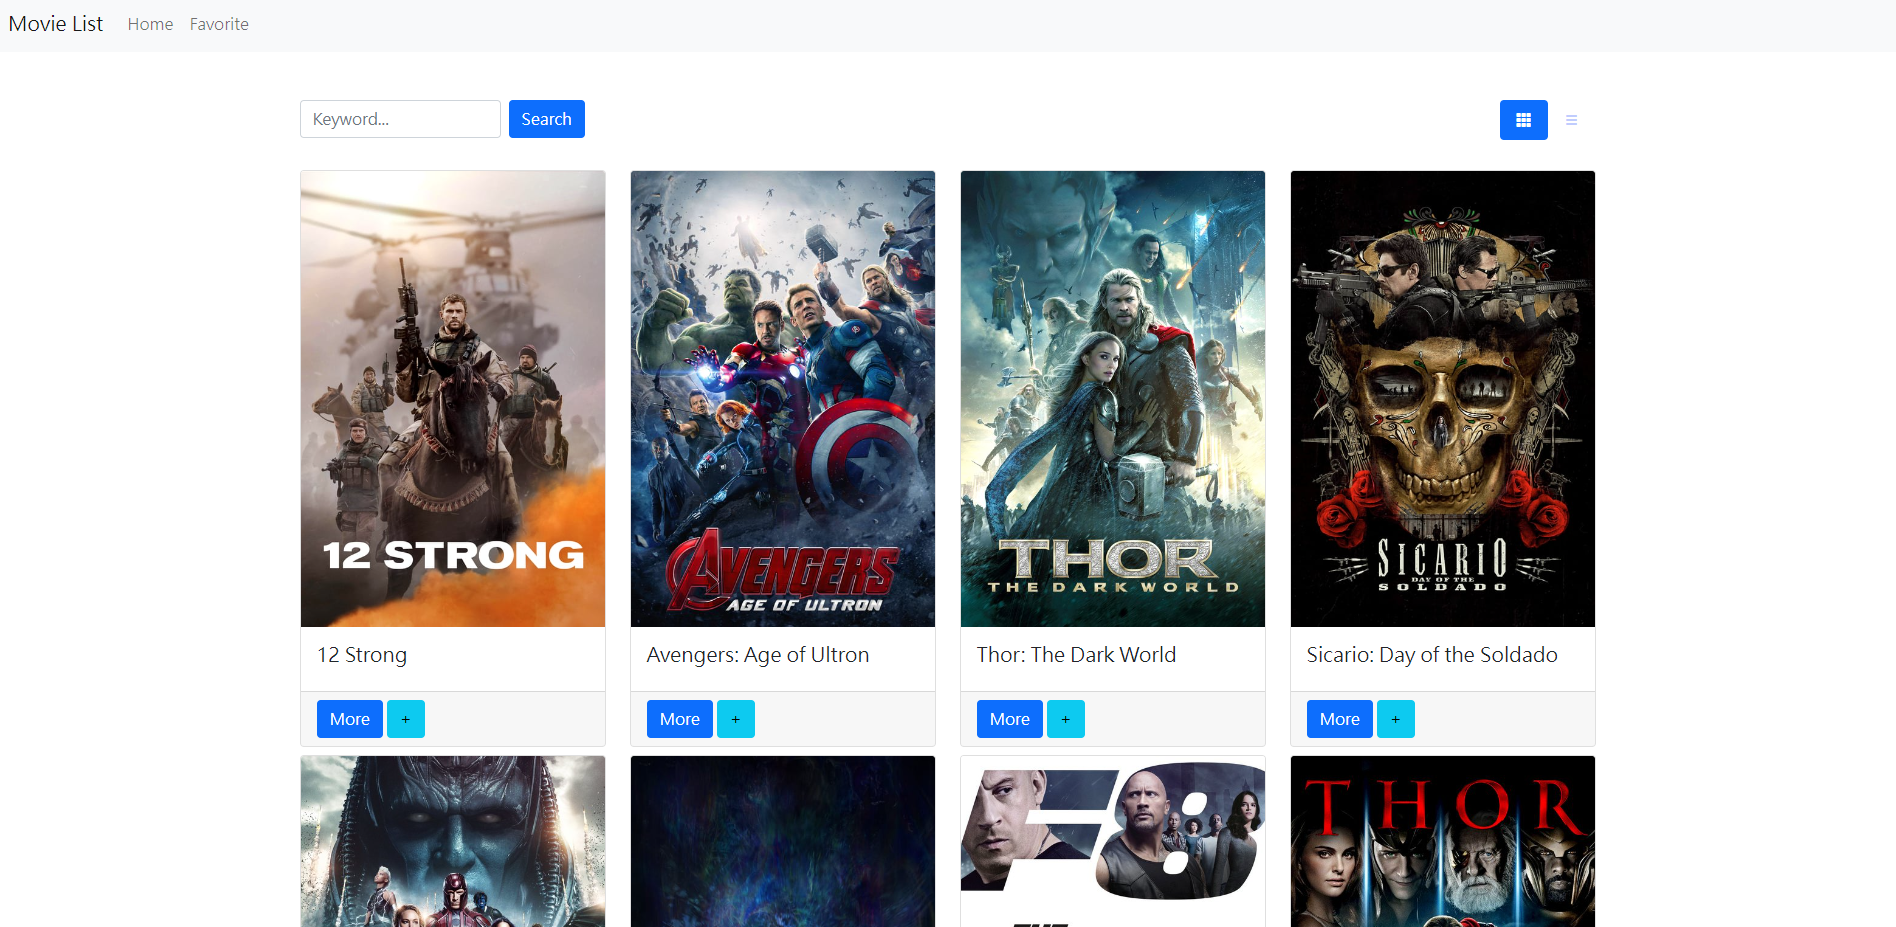 Movie List Home Favorite
Keyword... Search
12 STRONG
AVENGERS
AGE OF ULTRON
THOR
THE DARK WORLD
SICARIO
DAY OF THE
SOLDADO
12 Strong
Avengers: Age of Ultron
Thor: The Dark World
Sicario: Day of the Soldado
More +
More +
More +
More +
F8
THOR